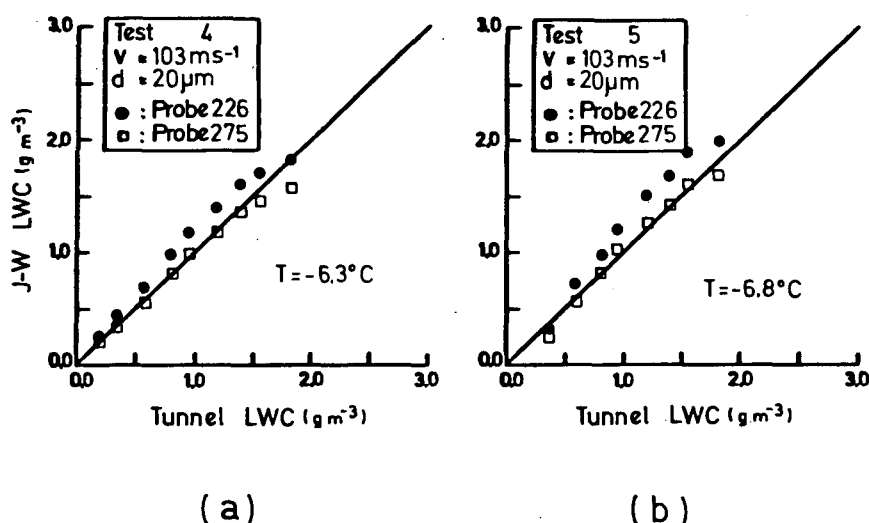 Test 4
V = 103 ms⁻¹
d = 20µm
● : Probe 226
□ : Probe 275
J-W LWC (g m⁻³)
3.0
2.0
1.0
0.0
0.0 1.0 2.0 3.0
T=-6.3°C
Tunnel LWC (g m⁻³)
(a)
Test 5
V = 103 ms⁻¹
d = 20µm
● : Probe 226
□ : Probe 275
3.0
2.0
1.0
0.0
0.0 1.0 2.0 3.0
T=-6.8°C
Tunnel LWC (g m⁻³)
(b)